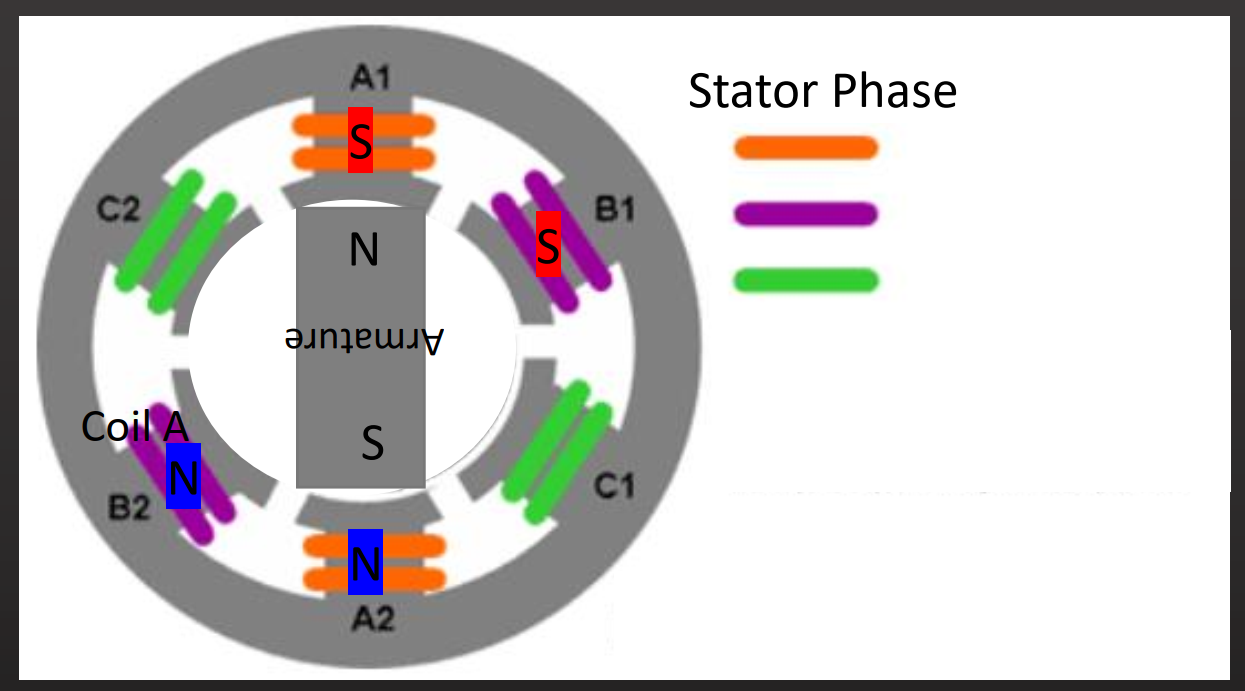 A1
Stator Phase
S
C2
B1
N
S
Armature
Coil A
S
N
B2
C1
N
A2